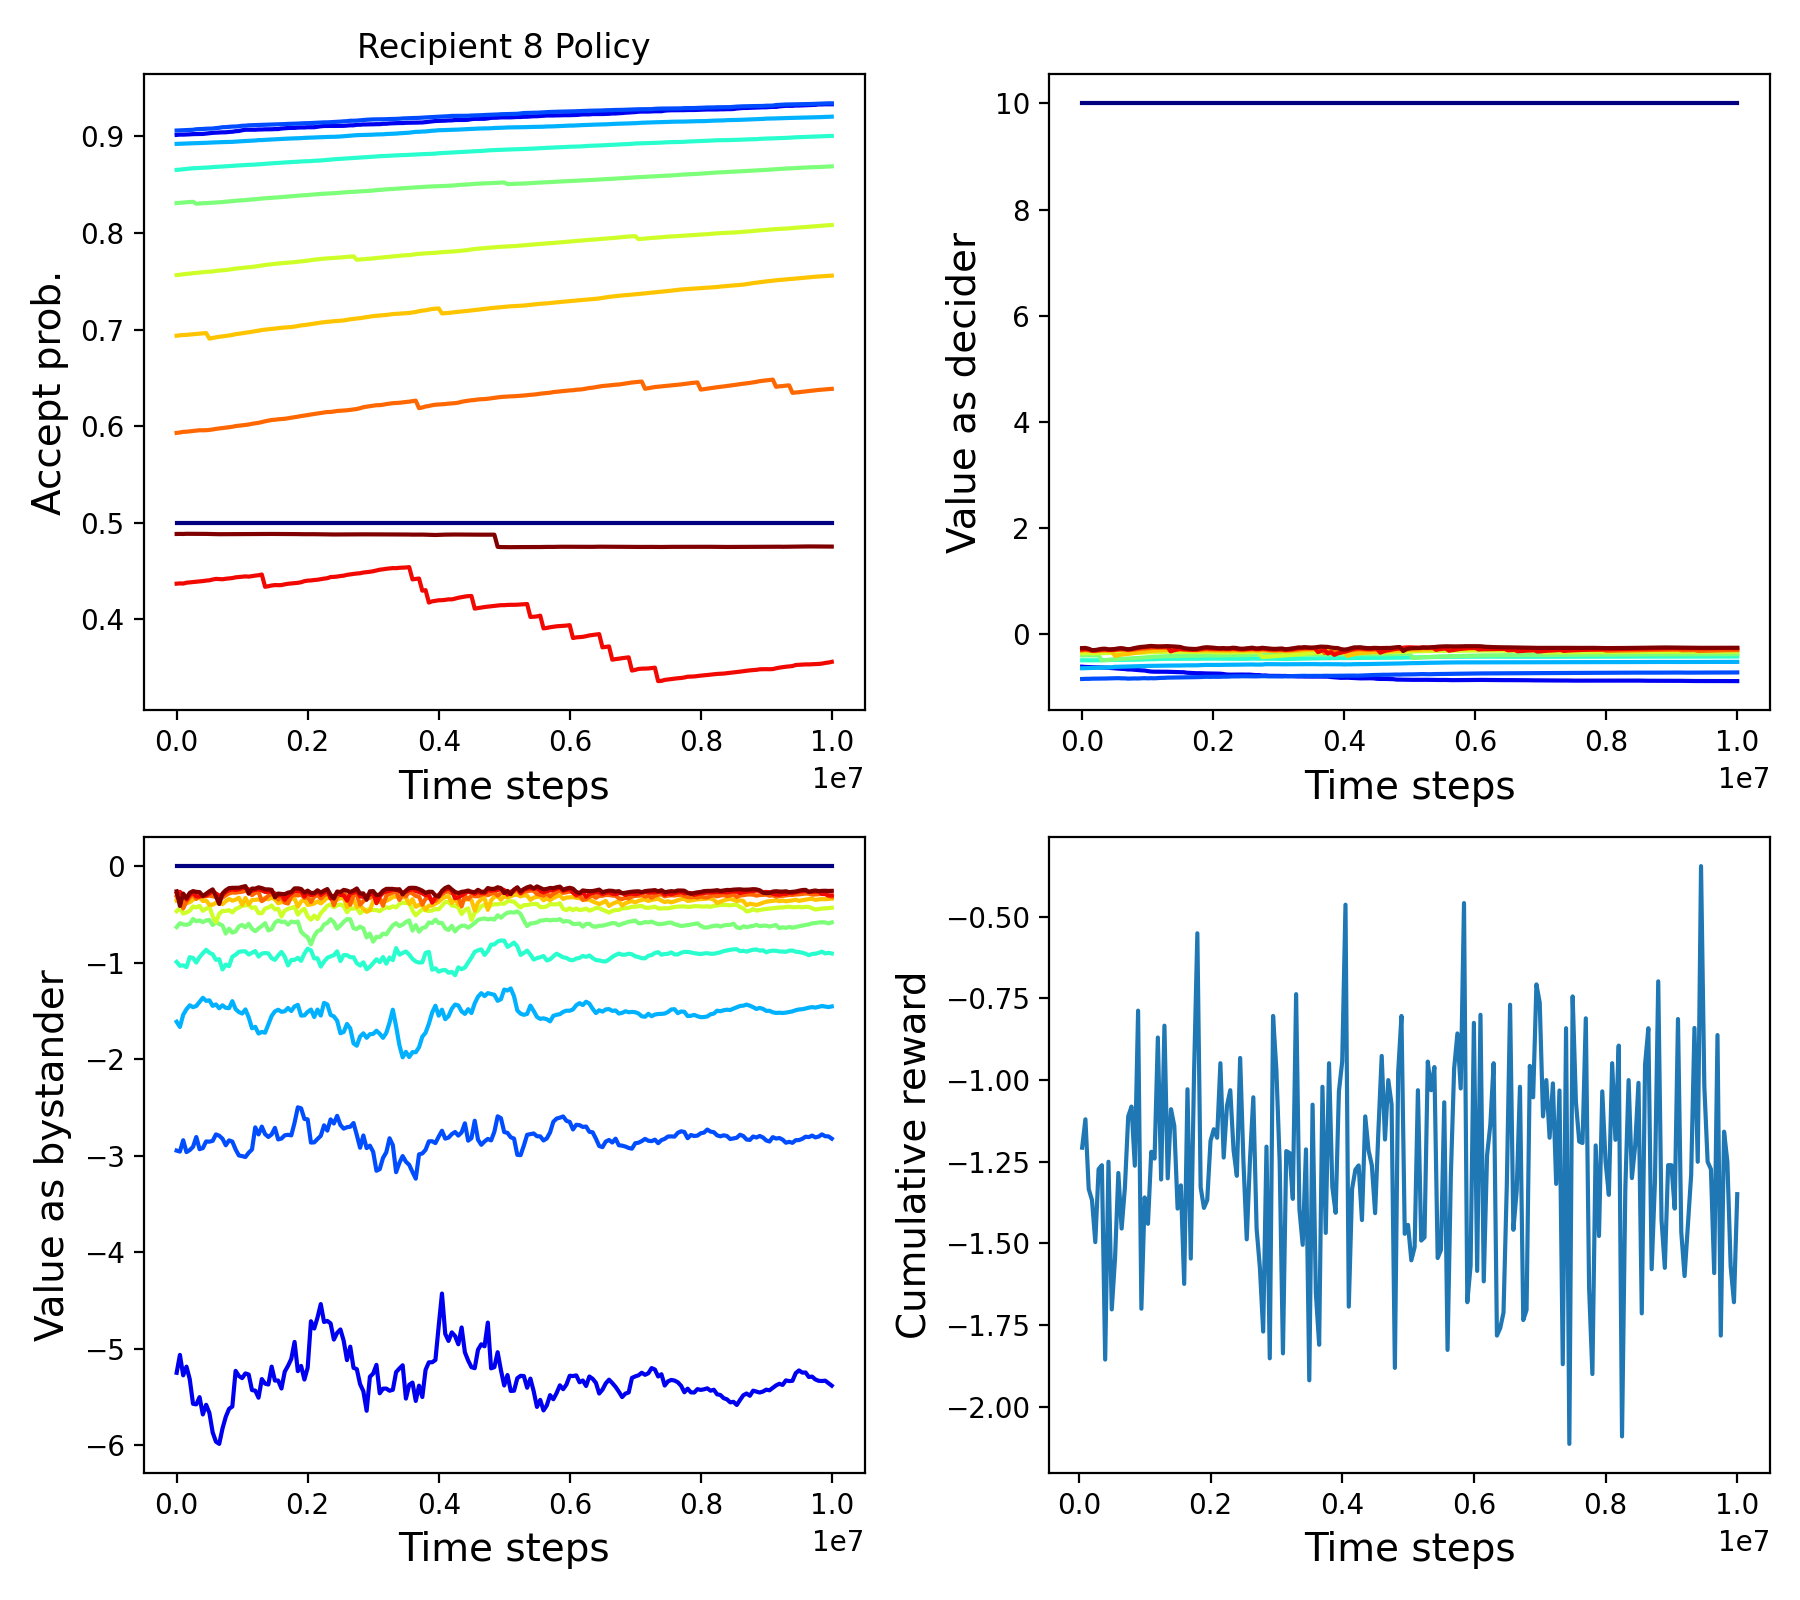 Recipient 8 Policy
Accept prob.
0.9
0.8
0.7
0.6
0.5
0.4
0.0 0.2 0.4 0.6 0.8 1.0
1e7
Time steps
Value as decider
10
8
6
4
2
0
0.0 0.2 0.4 0.6 0.8 1.0
1e7
Time steps
Value as bystander
0
−1
−2
−3
−4
−5
−6
0.0 0.2 0.4 0.6 0.8 1.0
1e7
Time steps
Cumulative reward
−0.50
−0.75
−1.00
−1.25
−1.50
−1.75
−2.00
0.0 0.2 0.4 0.6 0.8 1.0
1e7
Time steps